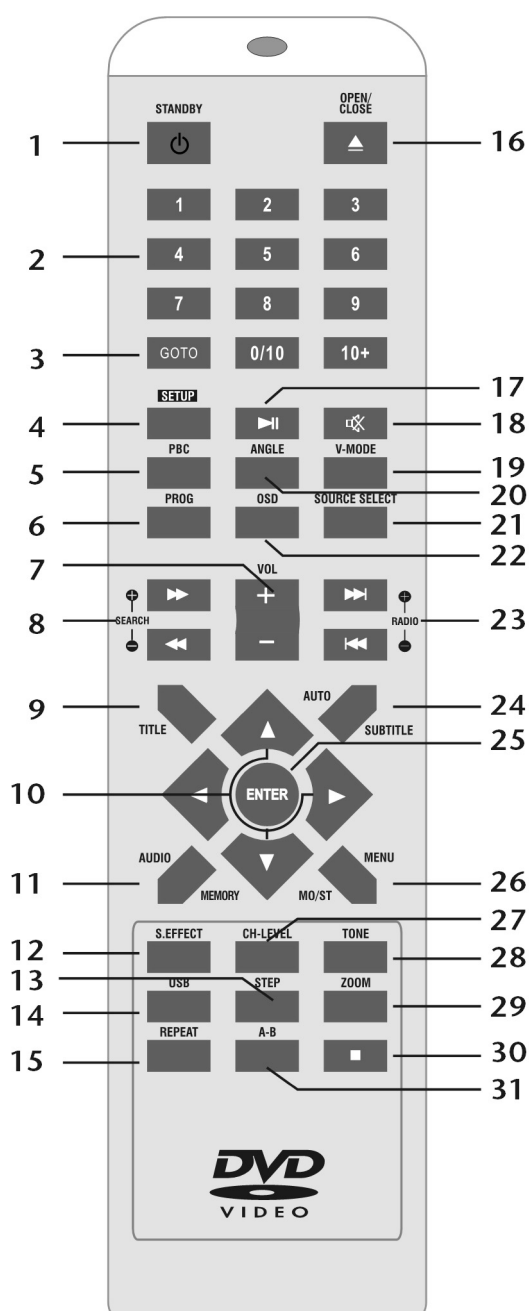 STANDBY
OPEN/
CLOSE
1
16
1 2 3
2
4 5 6
7 8 9
3
GOTO 0/10 10+
17
SETUP
4
18
PBC ANGLE V-MODE
5
19
20
PROG OSD SOURCE SELECT
6
21
22
7
VOL
+
8
SEARCH
RADIO
23
−
9
TITLE
AUTO
SUBTITLE
24
25
10
ENTER
AUDIO
MENU
11
MEMORY
MO/ST
26
27
S.EFFECT CH-LEVEL TONE
12
28
13
USB STEP ZOOM
14
29
REPEAT A-B
15
30
31
DVD
VIDEO